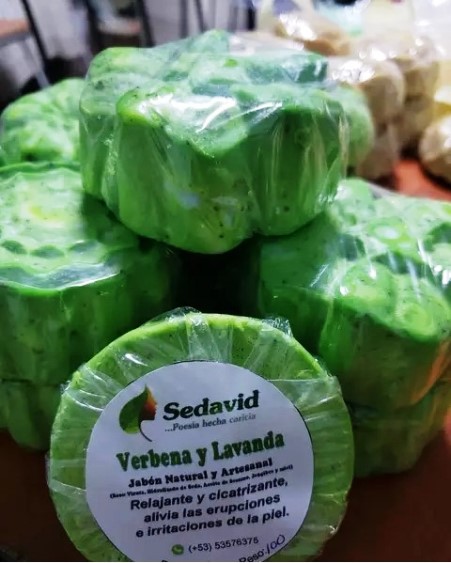 Sedavid
...Poesía hecha caricia
Verbena y Lavanda
Jabón Natural y Artesanal
Relajante y cicatrizante,
alivia las erupciones
e irritaciones de la piel.
(+53) 53576375
Peso:100